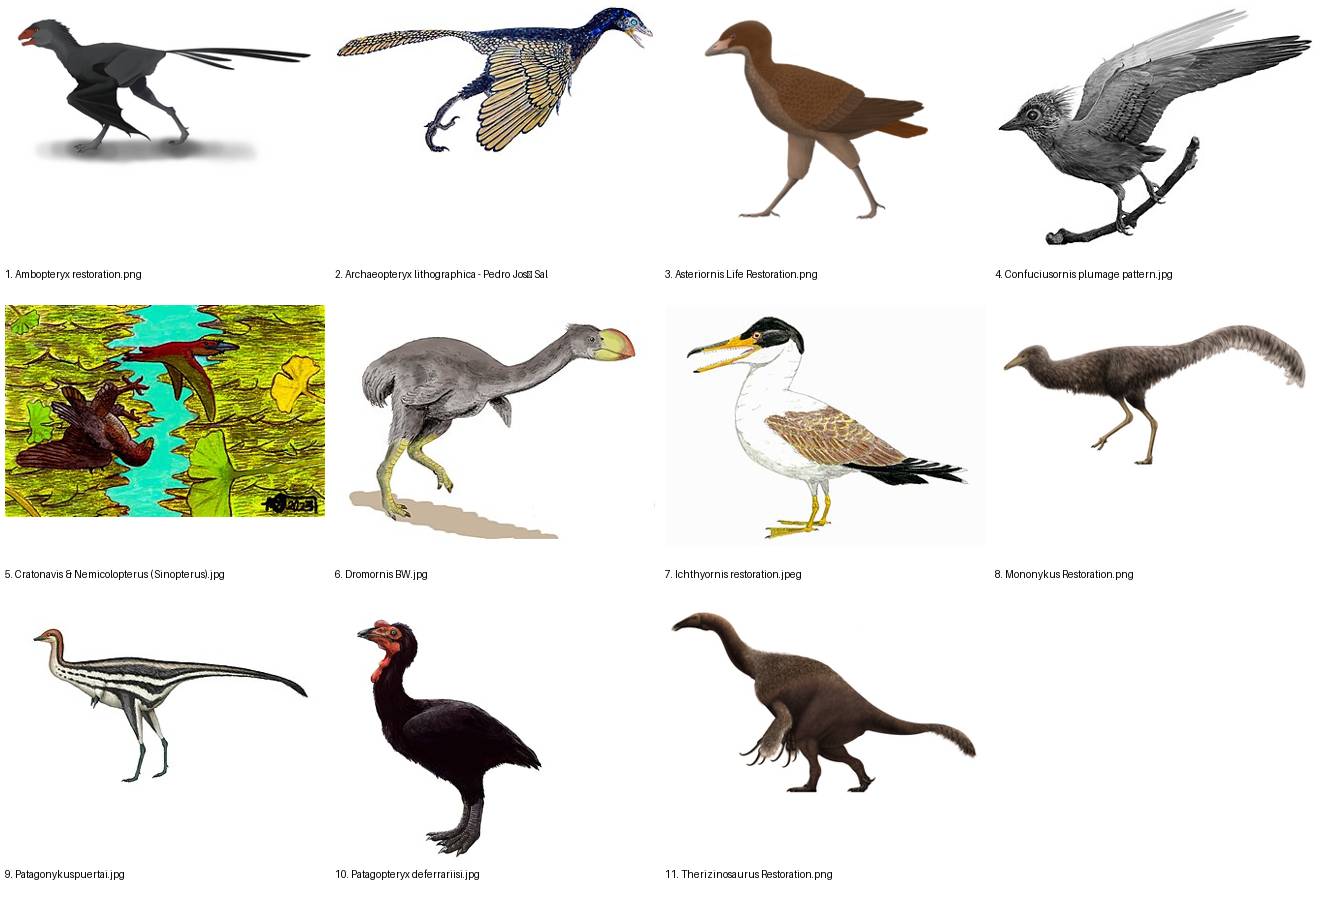 1. Ambopteryx restoration.png
2. Archaeopteryx lithographica - Pedro Jos▯ Sal
3. Asteriornis Life Restoration.png
4. Confuciusornis plumage pattern.jpg
5. Cratonavis & Nemicolopterus (Sinopterus).jpg
6. Dromornis BW.jpg
7. Ichthyornis restoration.jpeg
8. Mononykus Restoration.png
9. Patagonykuspuertai.jpg
10. Patagopteryx deferrariisi.jpg
11. Therizinosaurus Restoration.png